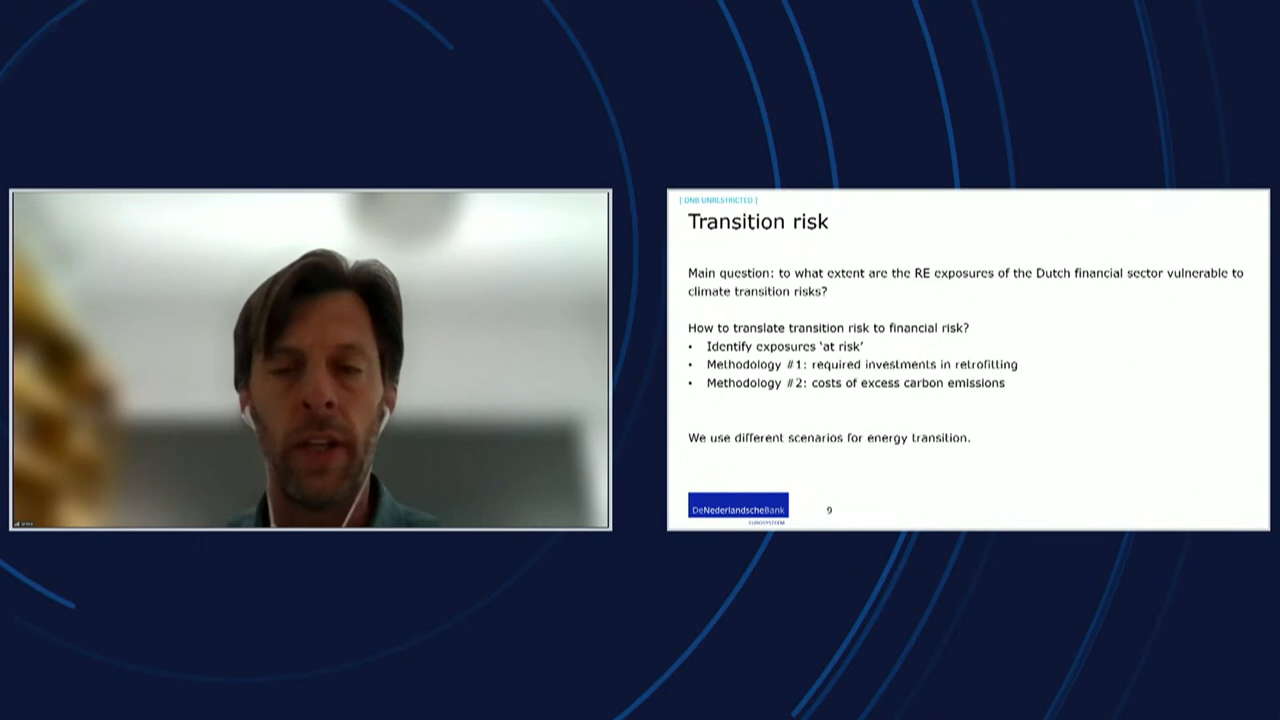 [ DNB UNRESTRICTED ]
Transition risk
Main question: to what extent are the RE exposures of the Dutch financial sector vulnerable to
climate transition risks?
How to translate transition risk to financial risk?
• Identify exposures ‘at risk’
• Methodology #1: required investments in retrofitting
• Methodology #2: costs of excess carbon emissions
We use different scenarios for energy transition.
DeNederlandscheBank
EUROSYSTEEM
9